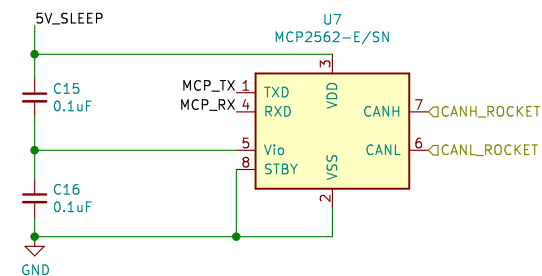 5V_SLEEP
U7
MCP2562-E/SN
C15
0.1uF
MCP_TX 1 TXD
MCP_RX 4 RXD
3 VDD
CANH 7 CANH_ROCKET
5 Vio
CANL 6 CANL_ROCKET
8 STBY
VSS 2
C16
0.1uF
GND